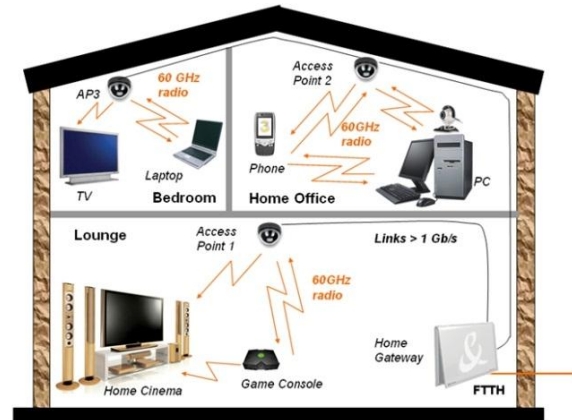 AP3
60 GHz
radio
TV
Laptop
Bedroom
Access
Point 2
3
Phone
60GHz
radio
PC
Home Office
Lounge
Access
Point 1
Links > 1 Gb/s
60GHz
radio
Home Cinema
Game Console
Home
Gateway
&
FTTH